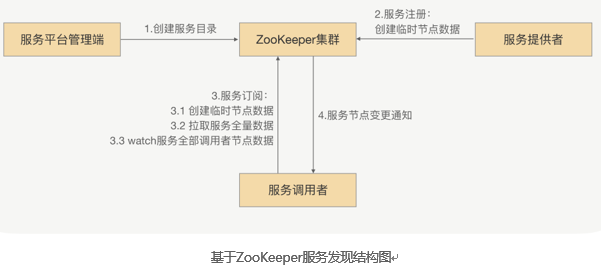 服务平台管理端
1.创建服务目录
ZooKeeper集群
2.服务注册：
创建临时节点数据
服务提供者
3.服务订阅：
3.1 创建临时节点数据
3.2 拉取服务全量数据
3.3 watch服务全部调用者节点数据
4.服务节点变更通知
服务调用者
基于ZooKeeper服务发现结构图